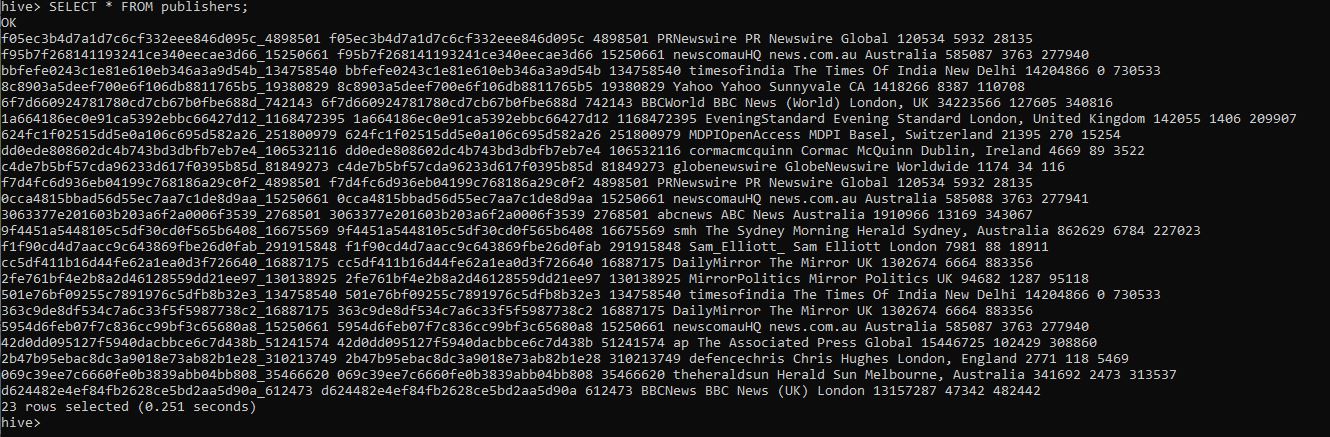 hive> SELECT * FROM publishers;
OK
f05ec3b4d7a1d7c6cf332eee846d095c_4898501 f05ec3b4d7a1d7c6cf332eee846d095c 4898501 PRNewswire PR Newswire Global 120534 5932 28135
f95b7f268141193241ce340eecae3d66_15250661 f95b7f268141193241ce340eecae3d66 15250661 newscomauHQ news.com.au Australia 585087 3763 277940
bbfefe0243c1e81e610eb346a3a9d54b_134758540 bbfefe0243c1e81e610eb346a3a9d54b 134758540 timesofindia The Times Of India New Delhi 14204866 0 730533
8c8903a5deef700e6f106db8811765b5_19380829 8c8903a5deef700e6f106db8811765b5 19380829 Yahoo Yahoo Sunnyvale CA 1418266 8387 110708
6f7d660924781780cd7cb67b0fbe688d_742143 6f7d660924781780cd7cb67b0fbe688d 742143 BBCWorld BBC News (World) London, UK 34223566 127605 340816
1a664186ec0e91ca5392ebbc66427d12_1168472395 1a664186ec0e91ca5392ebbc66427d12 1168472395 EveningStandard Evening Standard London, United Kingdom 142055 1406 209907
624fc1f02515dd5e0a106c695d582a26_251800979 624fc1f02515dd5e0a106c695d582a26 251800979 MDPIOpenAccess MDPI Basel, Switzerland 21395 270 15254
dd0ede808602dc4b743bd3dbfb7eb7e4_106532116 dd0ede808602dc4b743bd3dbfb7eb7e4 106532116 cormacmcquinn Cormac McQuinn Dublin, Ireland 4669 89 3522
c4de7b5bf57cda96233d617f0395b85d_81849273 c4de7b5bf57cda96233d617f0395b85d 81849273 globenewswire GlobeNewswire Worldwide 1174 34 116
f7d4fc6d936eb04199c768186a29c0f2_4898501 f7d4fc6d936eb04199c768186a29c0f2 4898501 PRNewswire PR Newswire Global 120534 5932 28135
0cca4815bbad56d55ec7aa7c1de8d9aa_15250661 0cca4815bbad56d55ec7aa7c1de8d9aa 15250661 newscomauHQ news.com.au Australia 585088 3763 277941
3063377e201603b203a6f2a0006f3539_2768501 3063377e201603b203a6f2a0006f3539 2768501 abcnews ABC News Australia 1910966 13169 343067
9f4451a5448105c5df30cd0f565b6408_16675569 9f4451a5448105c5df30cd0f565b6408 16675569 smh The Sydney Morning Herald Sydney, Australia 862629 6784 227023
f1f90cd4d7aacc9c643869fbe26d0fab_291915848 f1f90cd4d7aacc9c643869fbe26d0fab 291915848 Sam_Elliott_ Sam Elliott London 7981 88 18911
cc5df411b16d44fe62a1ea0d3f726640_16887175 cc5df411b16d44fe62a1ea0d3f726640 16887175 DailyMirror The Mirror UK 1302674 6664 883356
2fe761bf4e2b8a2d46128559dd21ee97_130138925 2fe761bf4e2b8a2d46128559dd21ee97 130138925 MirrorPolitics Mirror Politics UK 94682 1287 95118
501e76bf09255c7891976c5dfb8b32e3_134758540 501e76bf09255c7891976c5dfb8b32e3 134758540 timesofindia The Times Of India New Delhi 14204866 0 730533
363c9de8df534c7a6c33f5f5987738c2_16887175 363c9de8df534c7a6c33f5f5987738c2 16887175 DailyMirror The Mirror UK 1302674 6664 883356
5954d6feb07f7c836cc99bf3c65680a8_15250661 5954d6feb07f7c836cc99bf3c65680a8 15250661 newscomauHQ news.com.au Australia 585087 3763 277940
42d0dd095127f5940dacbbce6c7d438b_51241574 42d0dd095127f5940dacbbce6c7d438b 51241574 ap The Associated Press Global 15446725 102429 308860
2b47b95ebac8dc3a9018e73ab82b1e28_310213749 2b47b95ebac8dc3a9018e73ab82b1e28 310213749 defencechris Chris Hughes London, England 2771 118 5469
069c39ee7c6660fe0b3839abb04bb808_35466620 069c39ee7c6660fe0b3839abb04bb808 35466620 theheraldsun Herald Sun Melbourne, Australia 341692 2473 313537
d624482e4ef84fb2628ce5bd2aa5d90a_612473 d624482e4ef84fb2628ce5bd2aa5d90a 612473 BBCNews BBC News (UK) London 13157287 47342 482442
23 rows selected (0.251 seconds)
hive>